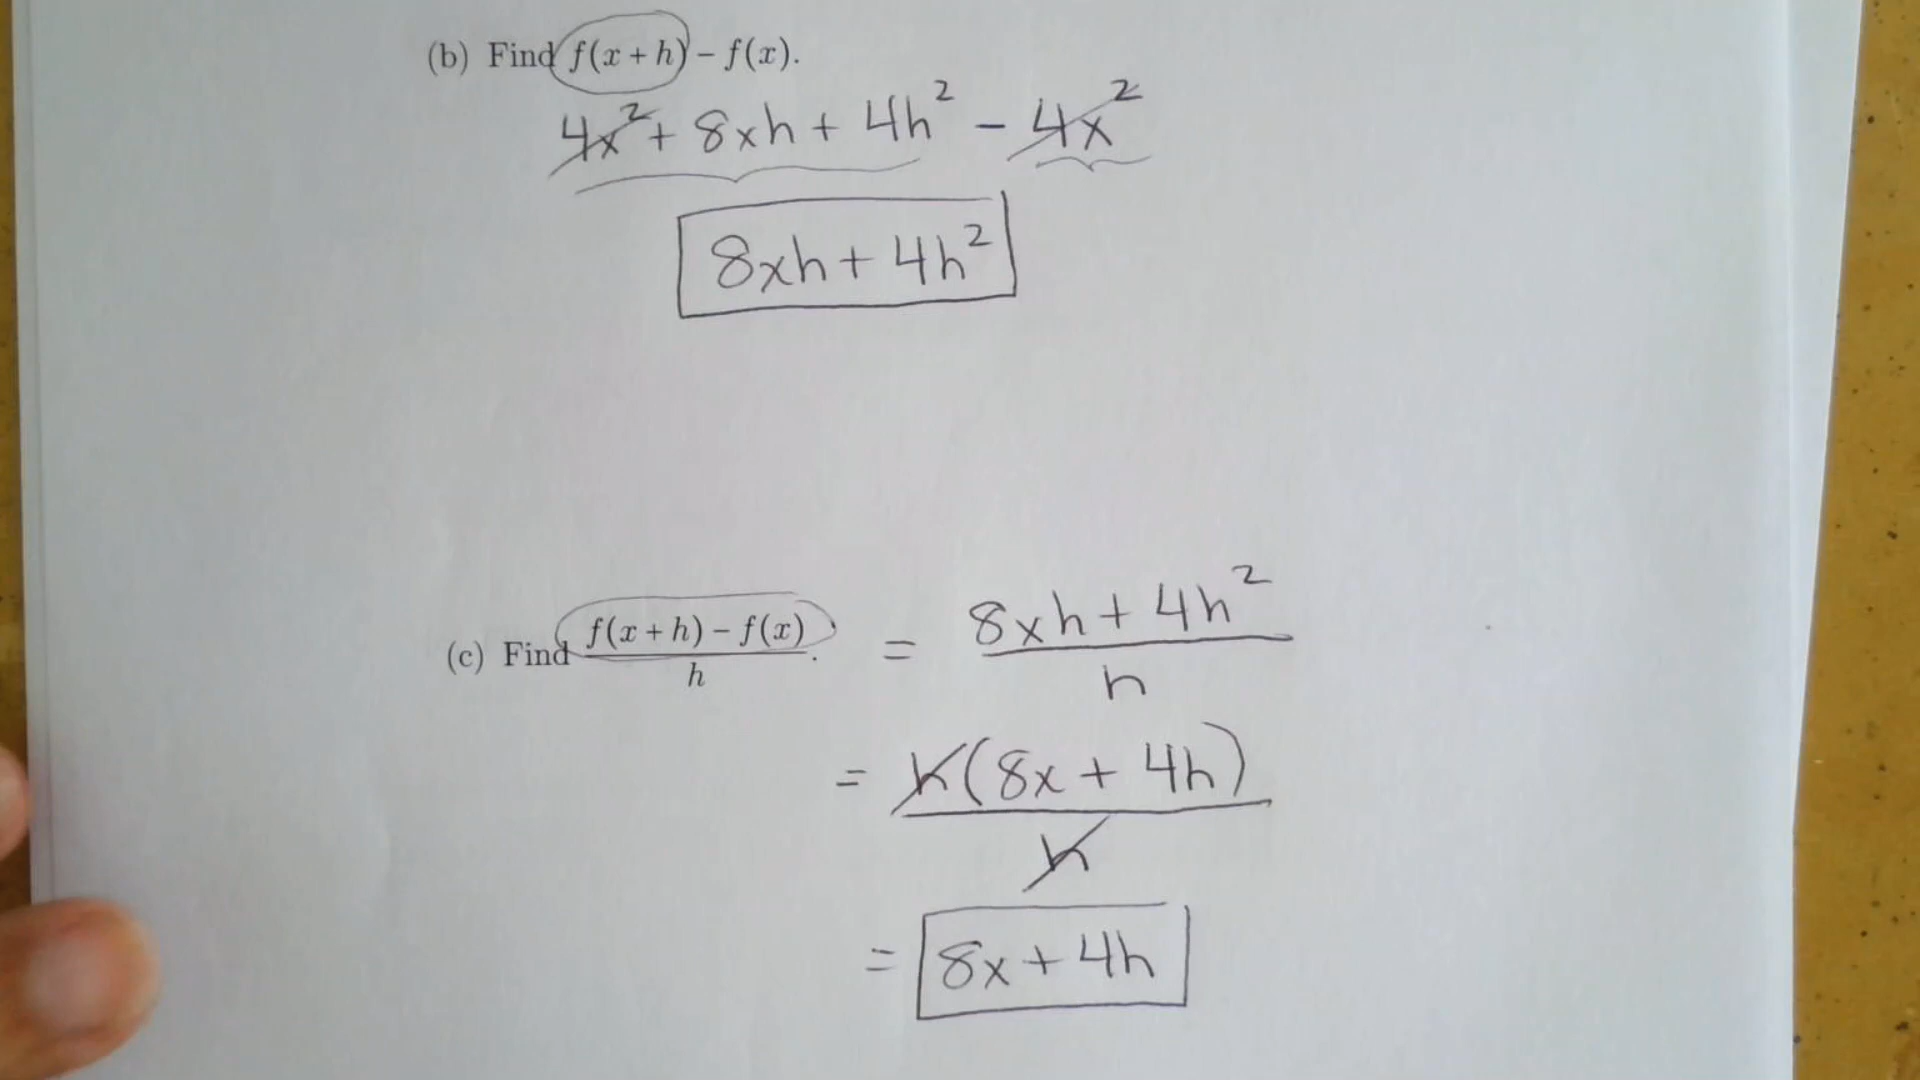 (b) Find f(x + h) – f(x).
4x² + 8xh + 4h² – 4x²
8xh + 4h²
(c) Find f(x + h) – f(x) / h. = 8xh + 4h² / h
= h(8x + 4h) / h
= 8x + 4h